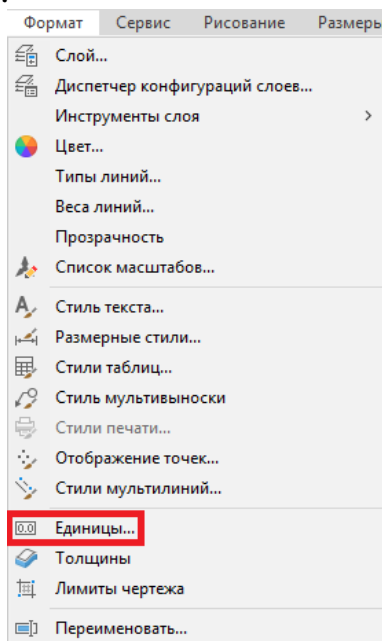 Формат Сервис Рисование Размеры
Слой...
Диспетчер конфигураций слоев...
Инструменты слоя
Цвет...
Типы линий...
Веса линий...
Прозрачность
Список масштабов...
Стиль текста...
Размерные стили...
Стили таблиц...
Стиль мультивыноски
Стили печати...
Отображение точек...
Стили мультилиний...
0.0 Единицы...
Толщины
Лимиты чертежа
Переименовать...